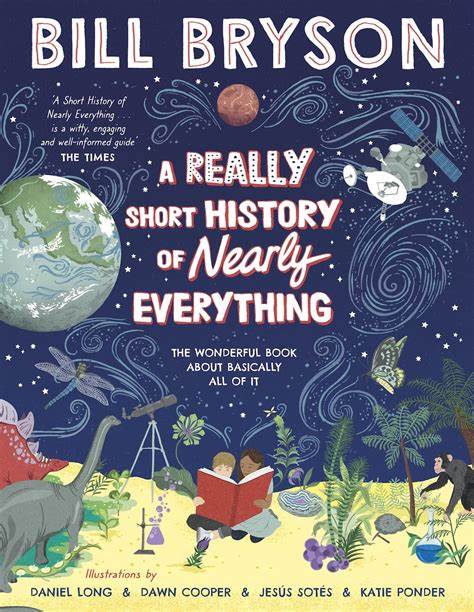 BILL BRYSON
‘A Short History of
Nearly Everything . . .
is a witty, engaging
and well-informed guide’
THE TIMES
A REALLY
SHORT HISTORY
OF Nearly
EVERYTHING
THE WONDERFUL BOOK
ABOUT BASICALLY
ALL OF IT
Illustrations by
DANIEL LONG & DAWN COOPER & JESÚS SOTÉS & KATIE PONDER